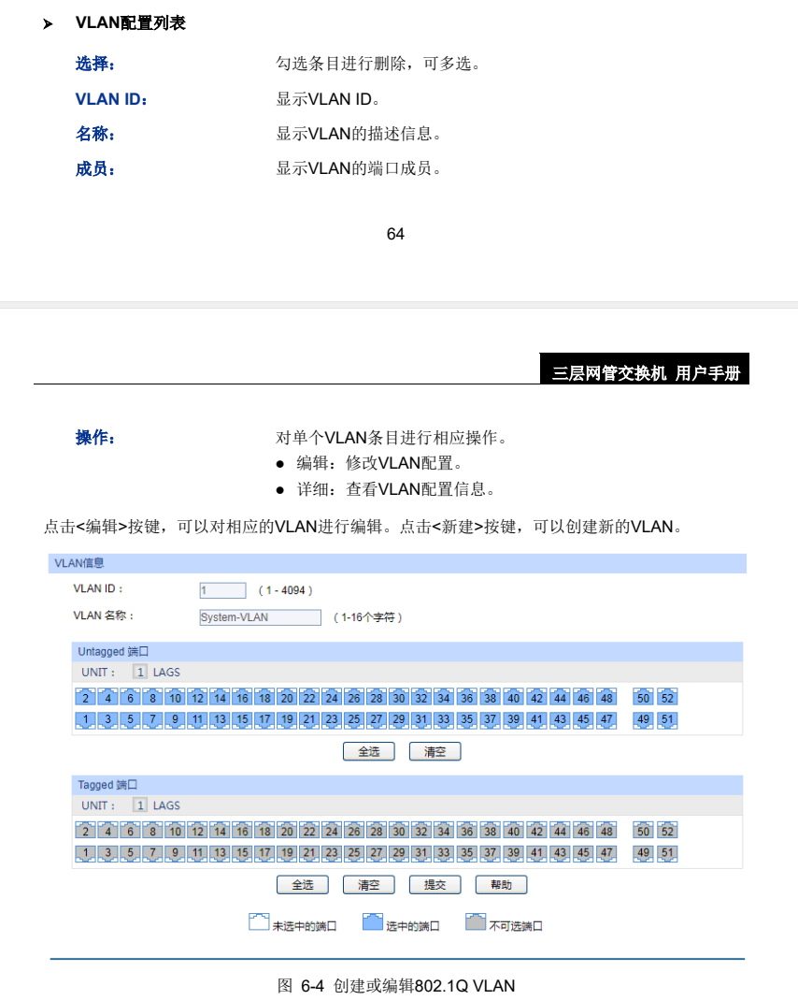 ➢ VLAN配置列表
选择： 勾选条目进行删除，可多选。
VLAN ID： 显示VLAN ID。
名称： 显示VLAN的描述信息。
成员： 显示VLAN的端口成员。
64
三层网管交换机 用户手册
操作： 对单个VLAN条目进行相应操作。
● 编辑：修改VLAN配置。
● 详细：查看VLAN配置信息。
点击<编辑>按键，可以对相应的VLAN进行编辑。点击<新建>按键，可以创建新的VLAN。
VLAN信息
VLAN ID： 1 （1 - 4094）
VLAN 名称： System-VLAN （1-16个字符）
Untagged 端口
UNIT： 1 LAGS
2 4 6 8 10 12 14 16 18 20 22 24 26 28 30 32 34 36 38 40 42 44 46 48 50 52
1 3 5 7 9 11 13 15 17 19 21 23 25 27 29 31 33 35 37 39 41 43 45 47 49 51
全选 清空
Tagged 端口
UNIT： 1 LAGS
2 4 6 8 10 12 14 16 18 20 22 24 26 28 30 32 34 36 38 40 42 44 46 48 50 52
1 3 5 7 9 11 13 15 17 19 21 23 25 27 29 31 33 35 37 39 41 43 45 47 49 51
全选 清空 提交 帮助
未选中的端口 选中的端口 不可选端口
图 6-4 创建或编辑802.1Q VLAN